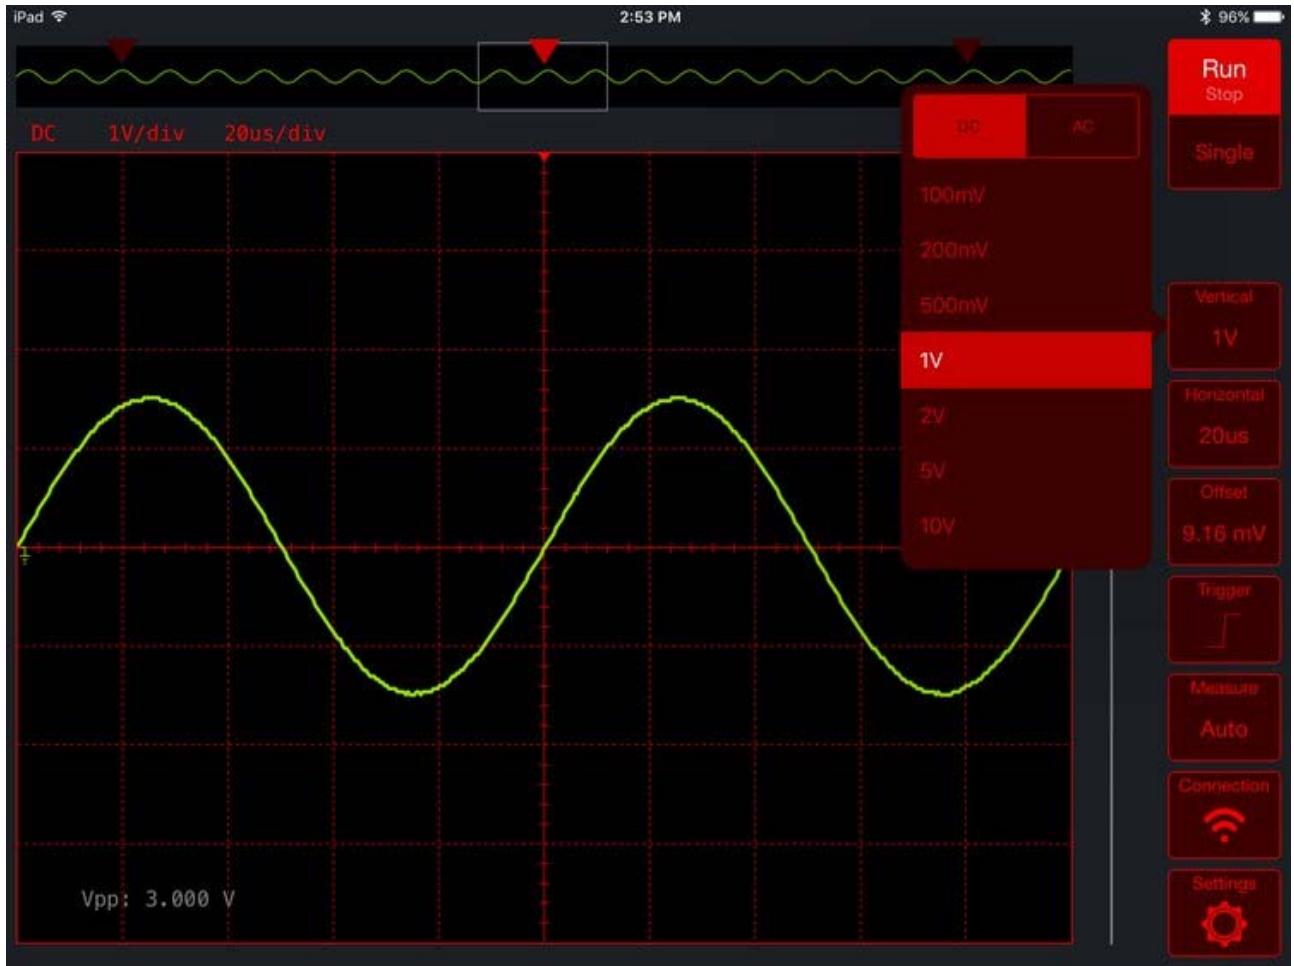 iPad 2:53 PM 96%
Run
Stop
Single
DC 1V/div 20us/div
DC AC
100mV
200mV
500mV
1V
2V
5V
10V
Vertical
1V
Horizontal
20us
Offset
9.16 mV
Trigger
Measure
Auto
Connection
Settings
Vpp: 3.000 V